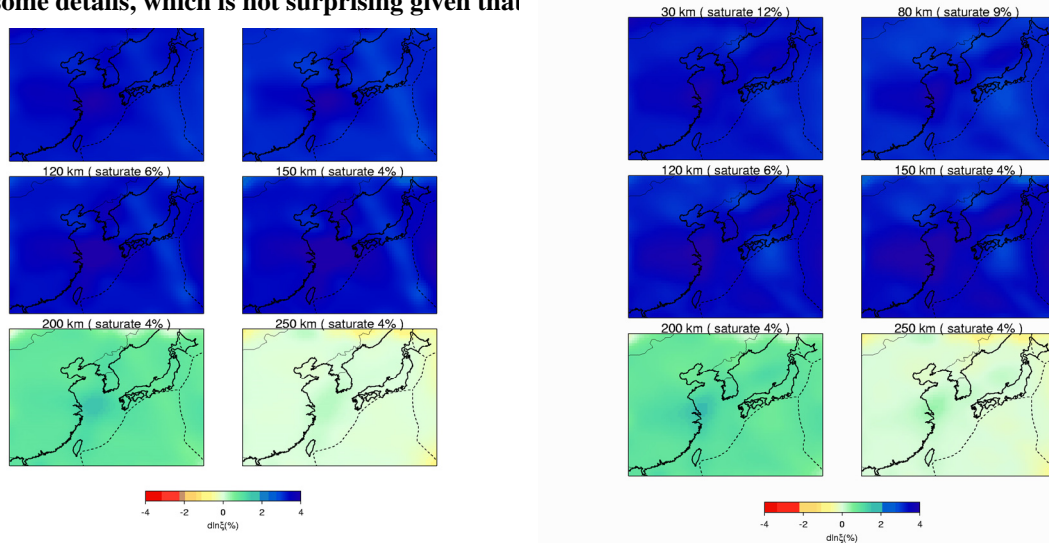 some details, which is not surprising given that
120 km ( saturate 6%)
150 km ( saturate 4% )
200 km ( saturate 4%)
250 km ( saturate 4% )
-4 -2 0 2 4
dlnξ(%)
30 km ( saturate 12%)
80 km ( saturate 9% )
120 km ( saturate 6%)
150 km ( saturate 4% )
200 km ( saturate 4%)
250 km ( saturate 4% )
-4 -2 0 2 4
dlnξ(%)